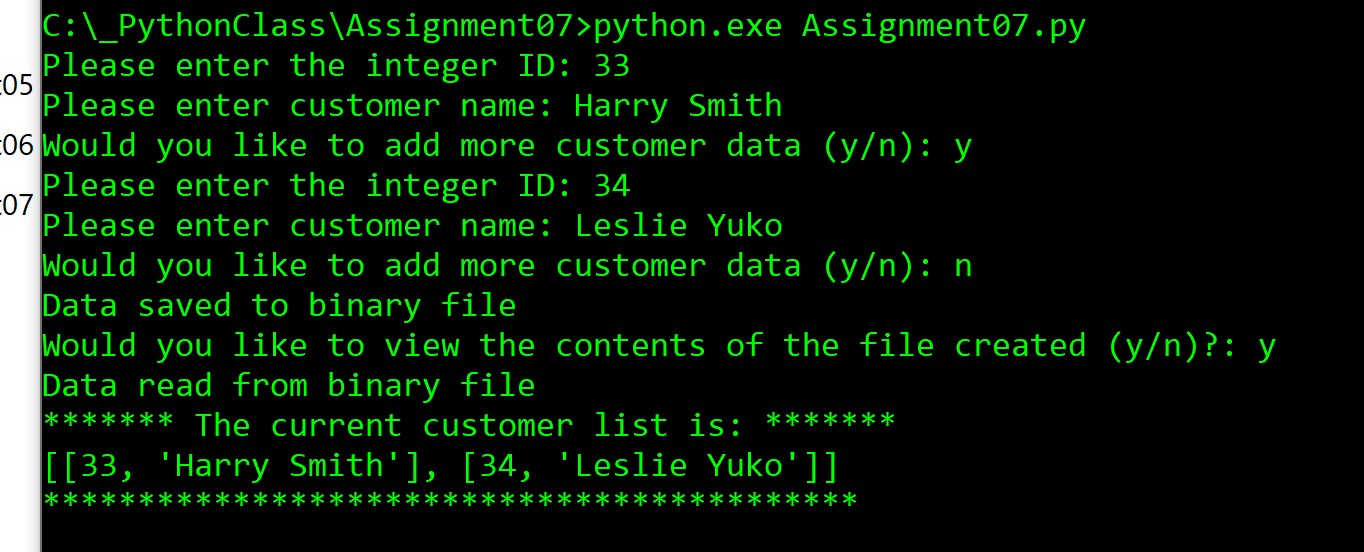 C:\_PythonClass\Assignment07>python.exe Assignment07.py
Please enter the integer ID: 33
t05
Please enter customer name: Harry Smith
t06
Would you like to add more customer data (y/n): y
Please enter the integer ID: 34
t07
Please enter customer name: Leslie Yuko
Would you like to add more customer data (y/n): n
Data saved to binary file
Would you like to view the contents of the file created (y/n)?: y
Data read from binary file
******* The current customer list is: *******
[[33, 'Harry Smith'], [34, 'Leslie Yuko']]
*******************************************